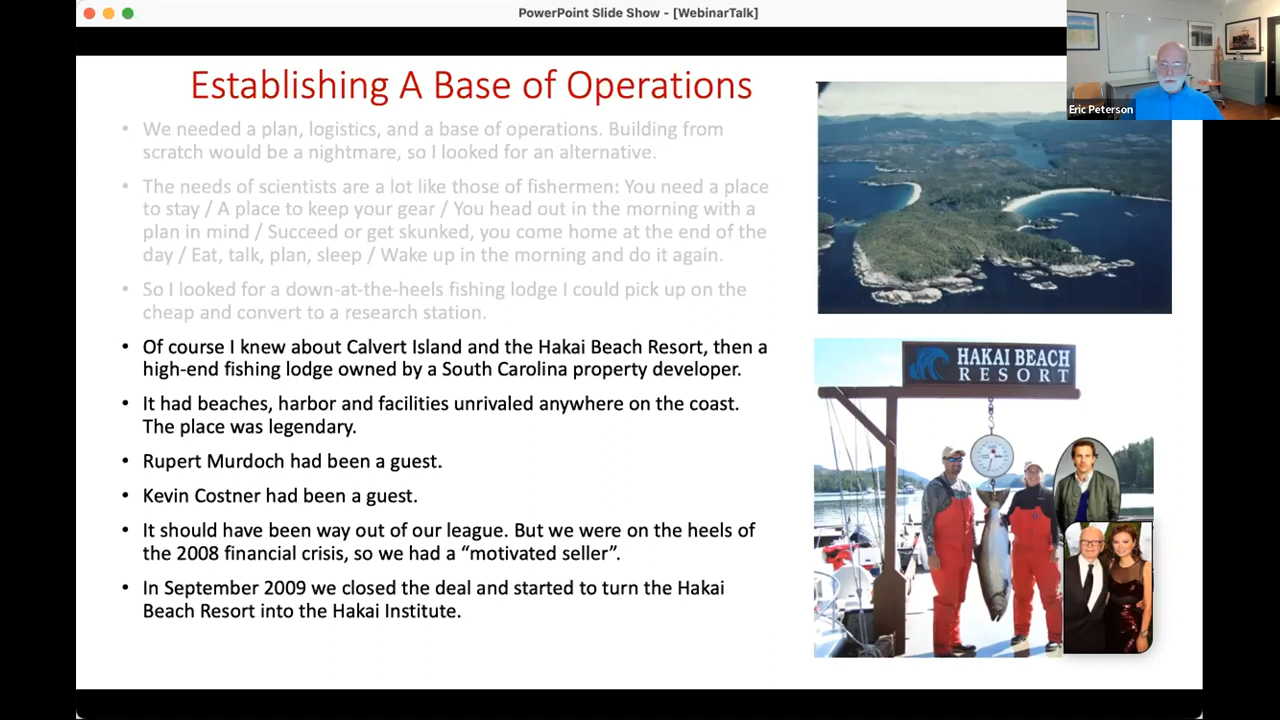 PowerPoint Slide Show - [WebinarTalk]
Eric Peterson
Establishing A Base of Operations
• We needed a plan, logistics, and a base of operations. Building from
scratch would be a nightmare, so I looked for an alternative.
• The needs of scientists are a lot like those of fishermen: You need a place
to stay / A place to keep your gear / You head out in the morning with a
plan in mind / Succeed or get skunked, you come home at the end of the
day / Eat, talk, plan, sleep / Wake up in the morning and do it again.
• So I looked for a down-at-the-heels fishing lodge I could pick up on the
cheap and convert to a research station.
• Of course I knew about Calvert Island and the Hakai Beach Resort, then a
high-end fishing lodge owned by a South Carolina property developer.
• It had beaches, harbor and facilities unrivaled anywhere on the coast.
The place was legendary.
• Rupert Murdoch had been a guest.
• Kevin Costner had been a guest.
• It should have been way out of our league. But we were on the heels of
the 2008 financial crisis, so we had a “motivated seller”.
• In September 2009 we closed the deal and started to turn the Hakai
Beach Resort into the Hakai Institute.
HAKAI BEACH
RESORT